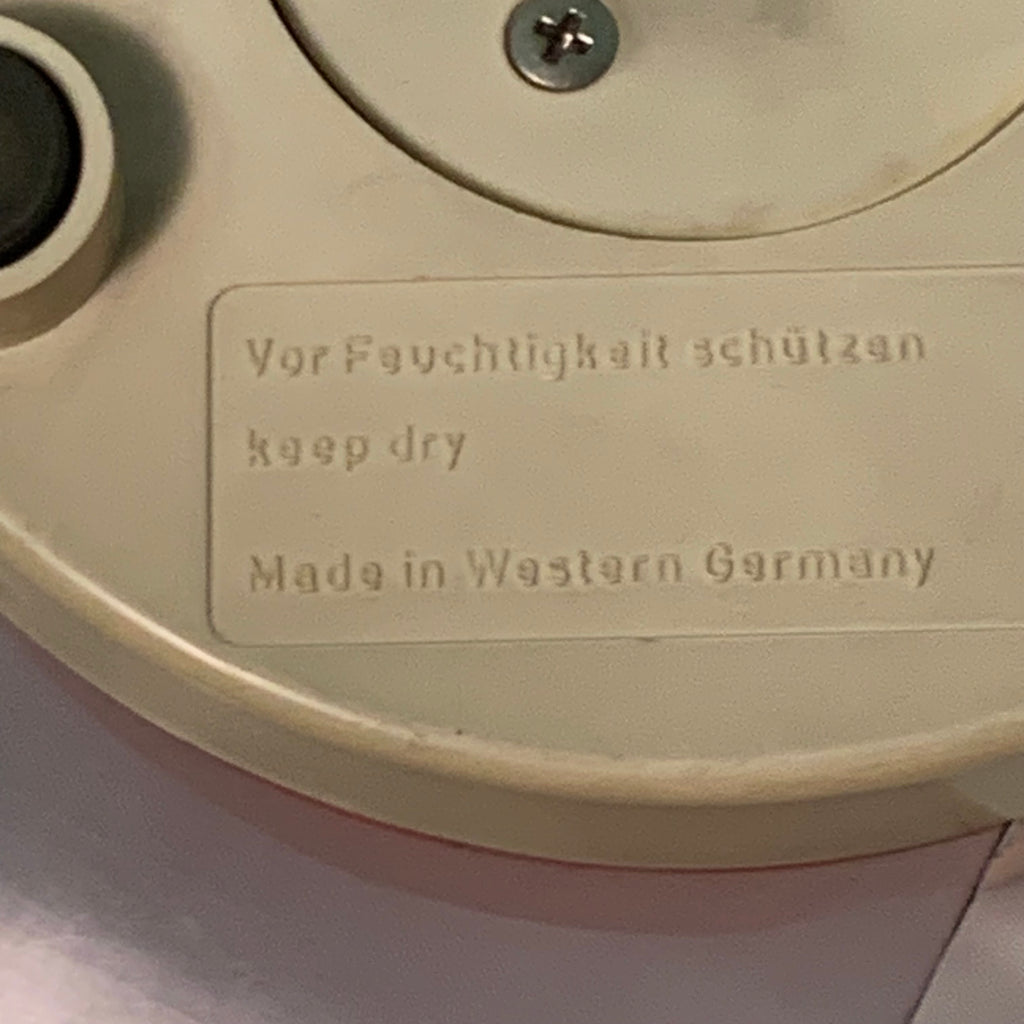 Vor Feuchtigkeit schützen
keep dry
Made in Western Germany